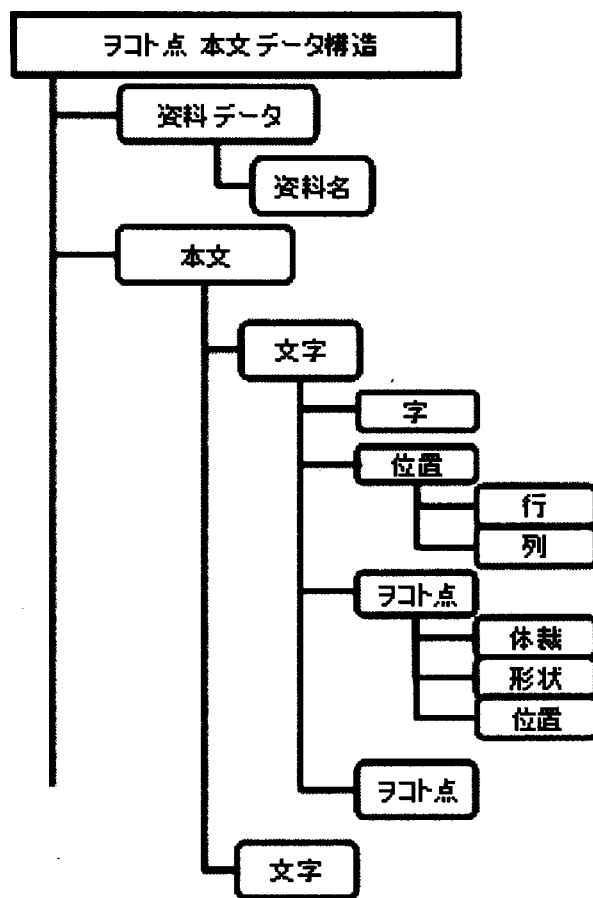 ヲコト点 本文データ構造
資料データ
資料名
本文
文字
字
位置
行
列
ヲコト点
体裁
形状
位置
ヲコト点
文字